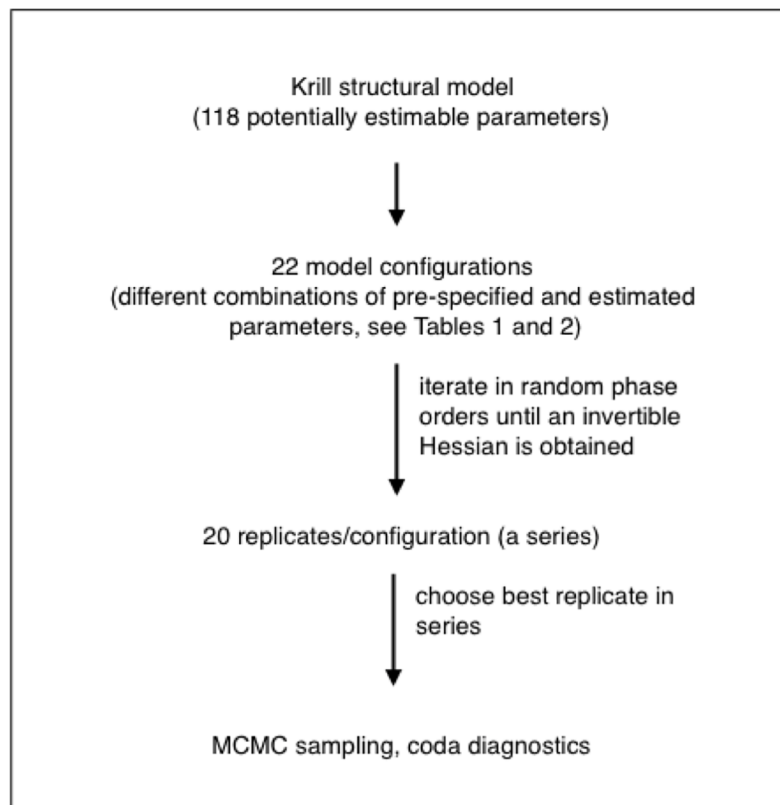 Krill structural model
(118 potentially estimable parameters)
22 model configurations
(different combinations of pre-specified and estimated
parameters, see Tables 1 and 2)
iterate in random phase
orders until an invertible
Hessian is obtained
20 replicates/configuration (a series)
choose best replicate in
series
MCMC sampling, coda diagnostics